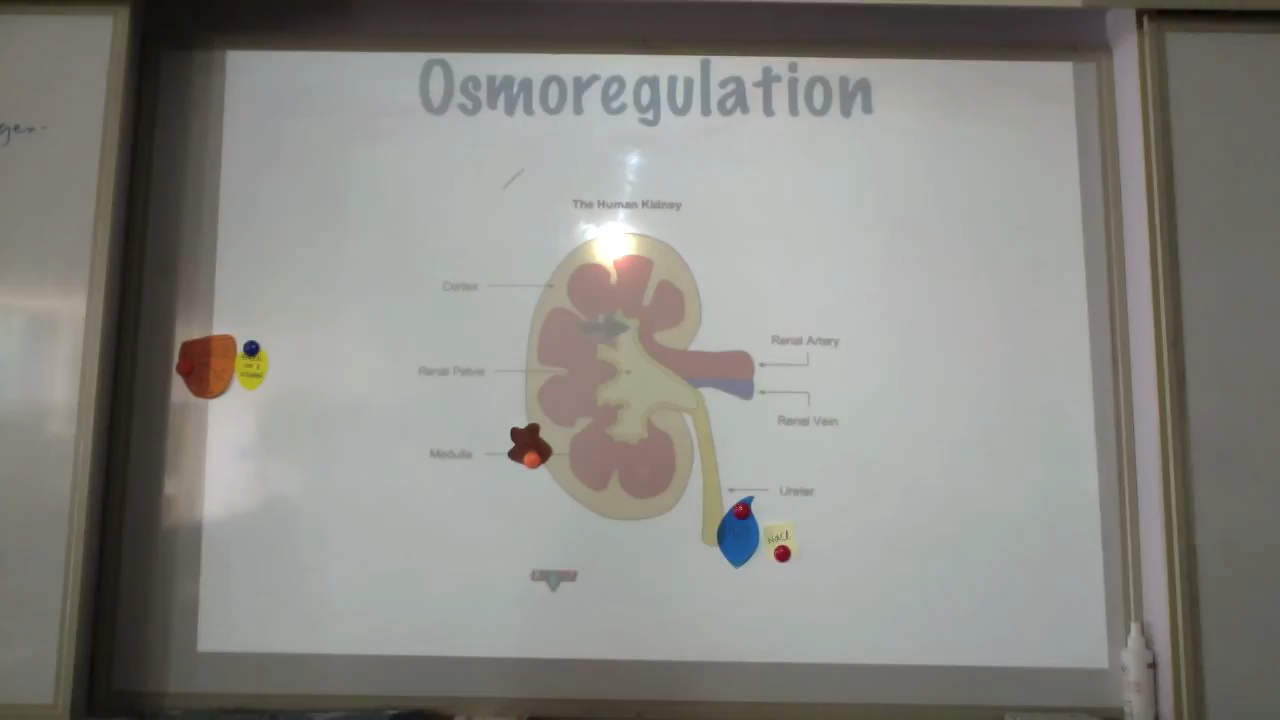 Osmoregulation
The Human Kidney
Cortex
Renal Artery
Renal Pelvis
Renal Vein
Medulla
Ureter
NaCl